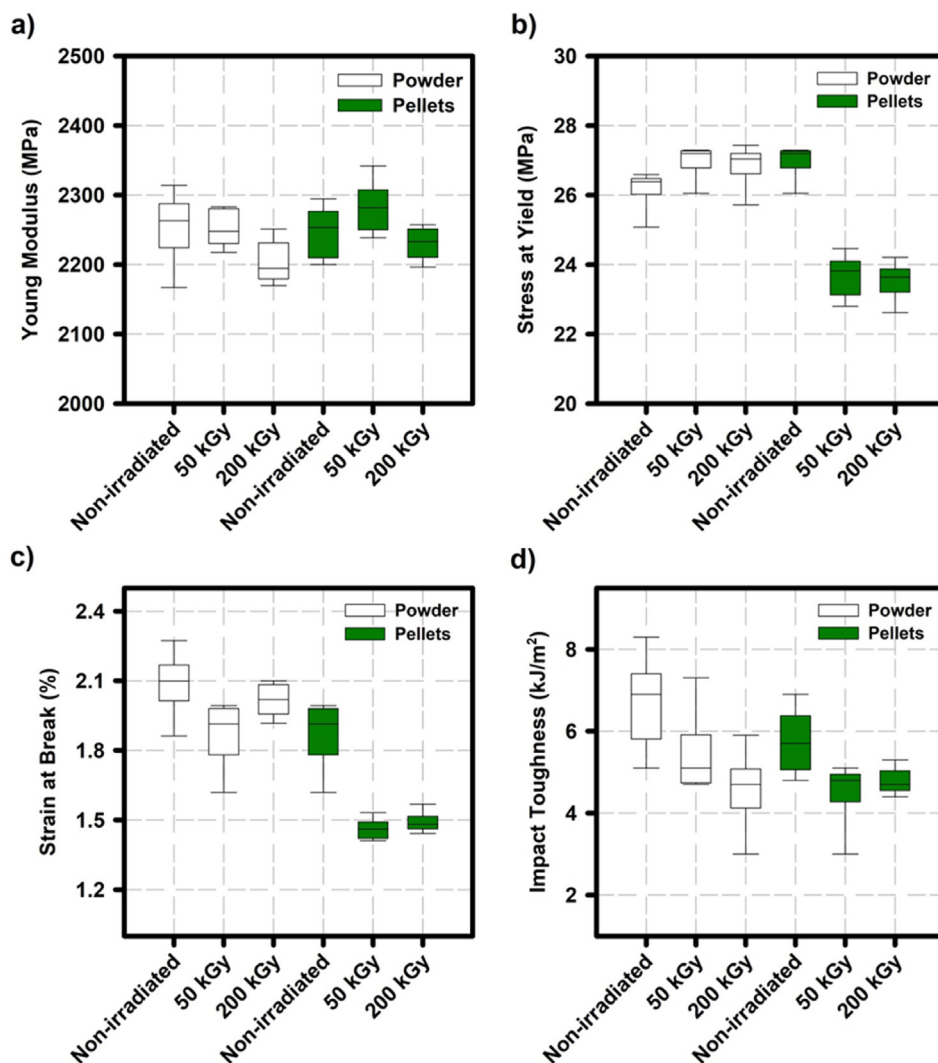 a)
Young Modulus (MPa)
2500
2400
2300
2200
2100
2000
Powder
Pellets
Non-irradiated
50 kGy
200 kGy
Non-irradiated
50 kGy
200 kGy
b)
Stress at Yield (MPa)
30
28
26
24
22
20
Powder
Pellets
Non-irradiated
50 kGy
200 kGy
Non-irradiated
50 kGy
200 kGy
c)
Strain at Break (%)
2.4
2.1
1.8
1.5
1.2
Powder
Pellets
Non-irradiated
50 kGy
200 kGy
Non-irradiated
50 kGy
200 kGy
d)
Impact Toughness (kJ/m²)
8
6
4
2
Powder
Pellets
Non-irradiated
50 kGy
200 kGy
Non-irradiated
50 kGy
200 kGy